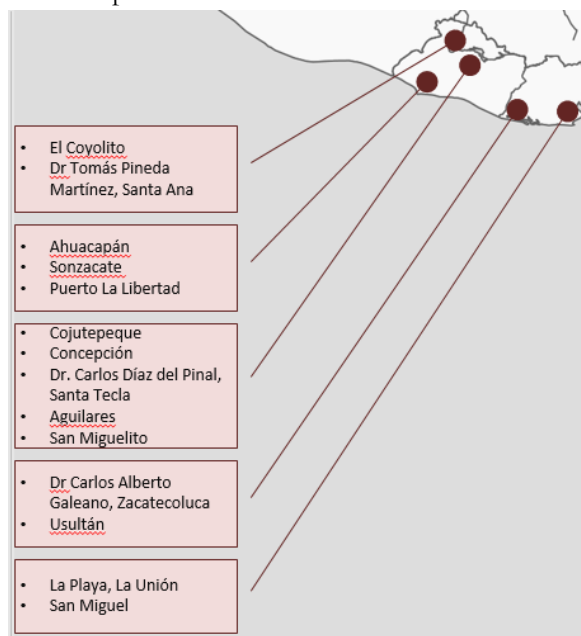 • El Coyolito
• Dr Tomás Pineda
Martínez, Santa Ana
• Ahuacapán
• Sonzacate
• Puerto La Libertad
• Cojutepeque
• Concepción
• Dr. Carlos Díaz del Pinal,
Santa Tecla
• Aguilares
• San Miguelito
• Dr Carlos Alberto
Galeano, Zacatecoluca
• Usultán
• La Playa, La Unión
• San Miguel